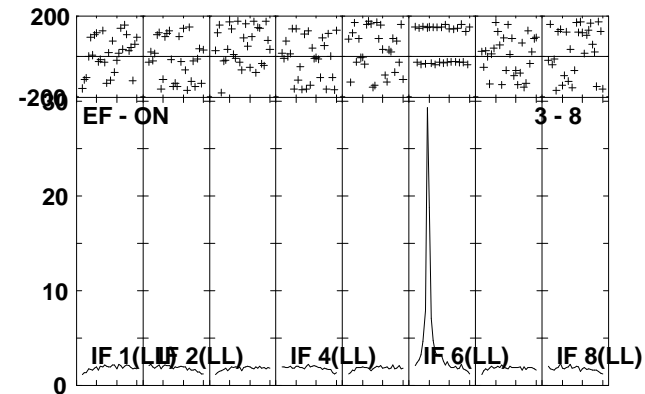 200
-200
30
EF - ON
3 - 8
20
10
IF 1(LL)
IF 2(LL)
IF 4(LL)
IF 6(LL)
IF 8(LL)
0